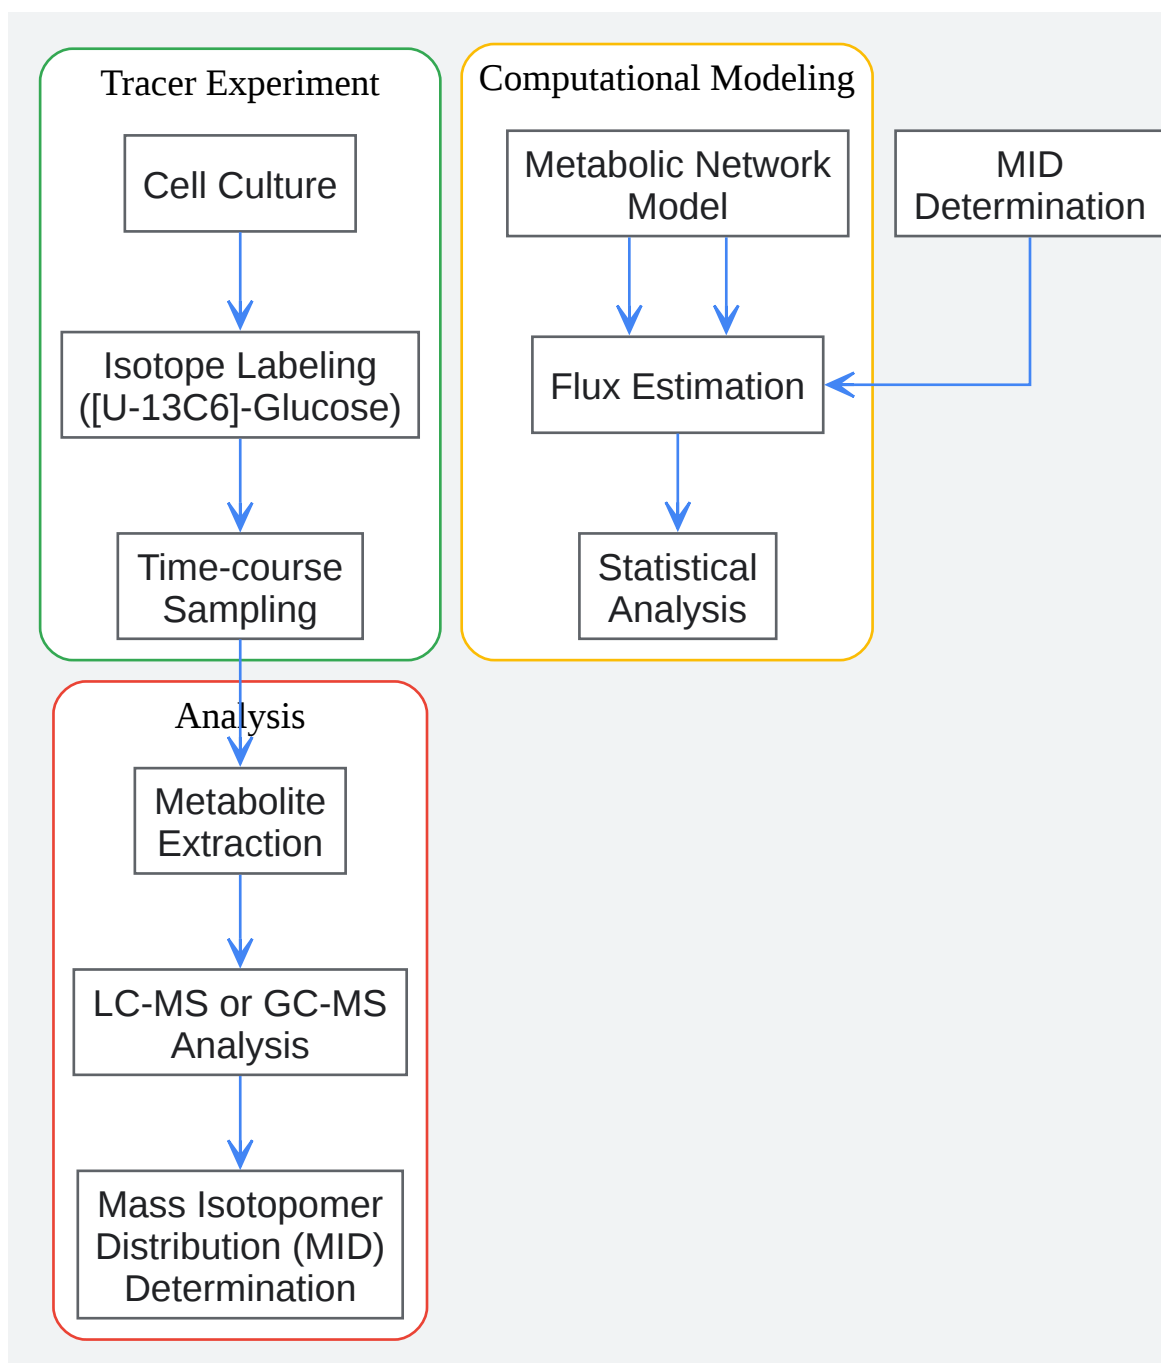 Tracer Experiment
Cell Culture
Isotope Labeling
([U-13C6]-Glucose)
Time-course
Sampling
Analysis
Metabolite
Extraction
LC-MS or GC-MS
Analysis
Mass Isotopomer
Distribution (MID)
Determination
Computational Modeling
Metabolic Network
Model
Flux Estimation
Statistical
Analysis
MID
Determination